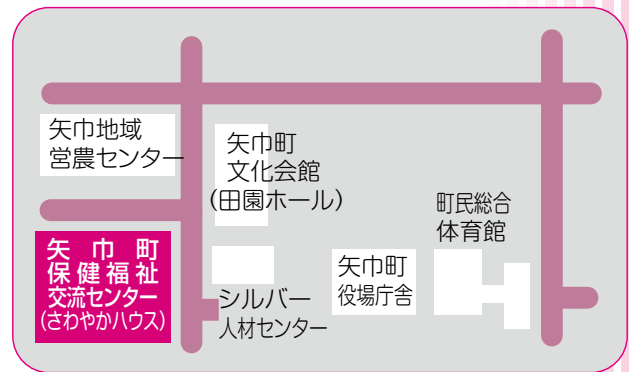 矢巾地域
営農センター
矢巾町
文化会館
(田園ホール)
町民総合
体育館
矢巾町
保健福祉
交流センター
(さわやかハウス)
シルバー
人材センター
矢巾町
役場庁舎